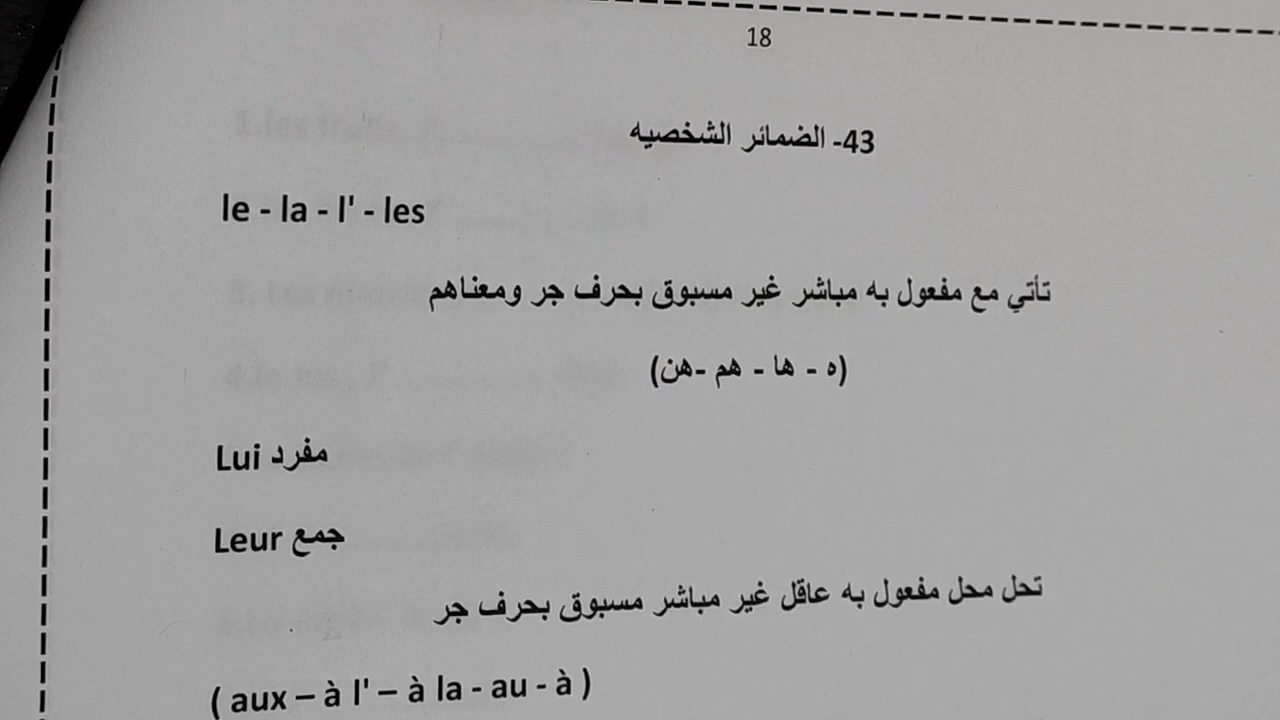 18
43- الضمائر الشخصيه
le - la - l' - les
تأتي مع مفعول به مباشر غير مسبوق بحرف جر ومعناهم
(ه - ها - هم -هن)
Lui مفرد
Leur جمع
تحل محل مفعول به عاقل غير مباشر مسبوق بحرف جر
( aux – à l' – à la - au - à )